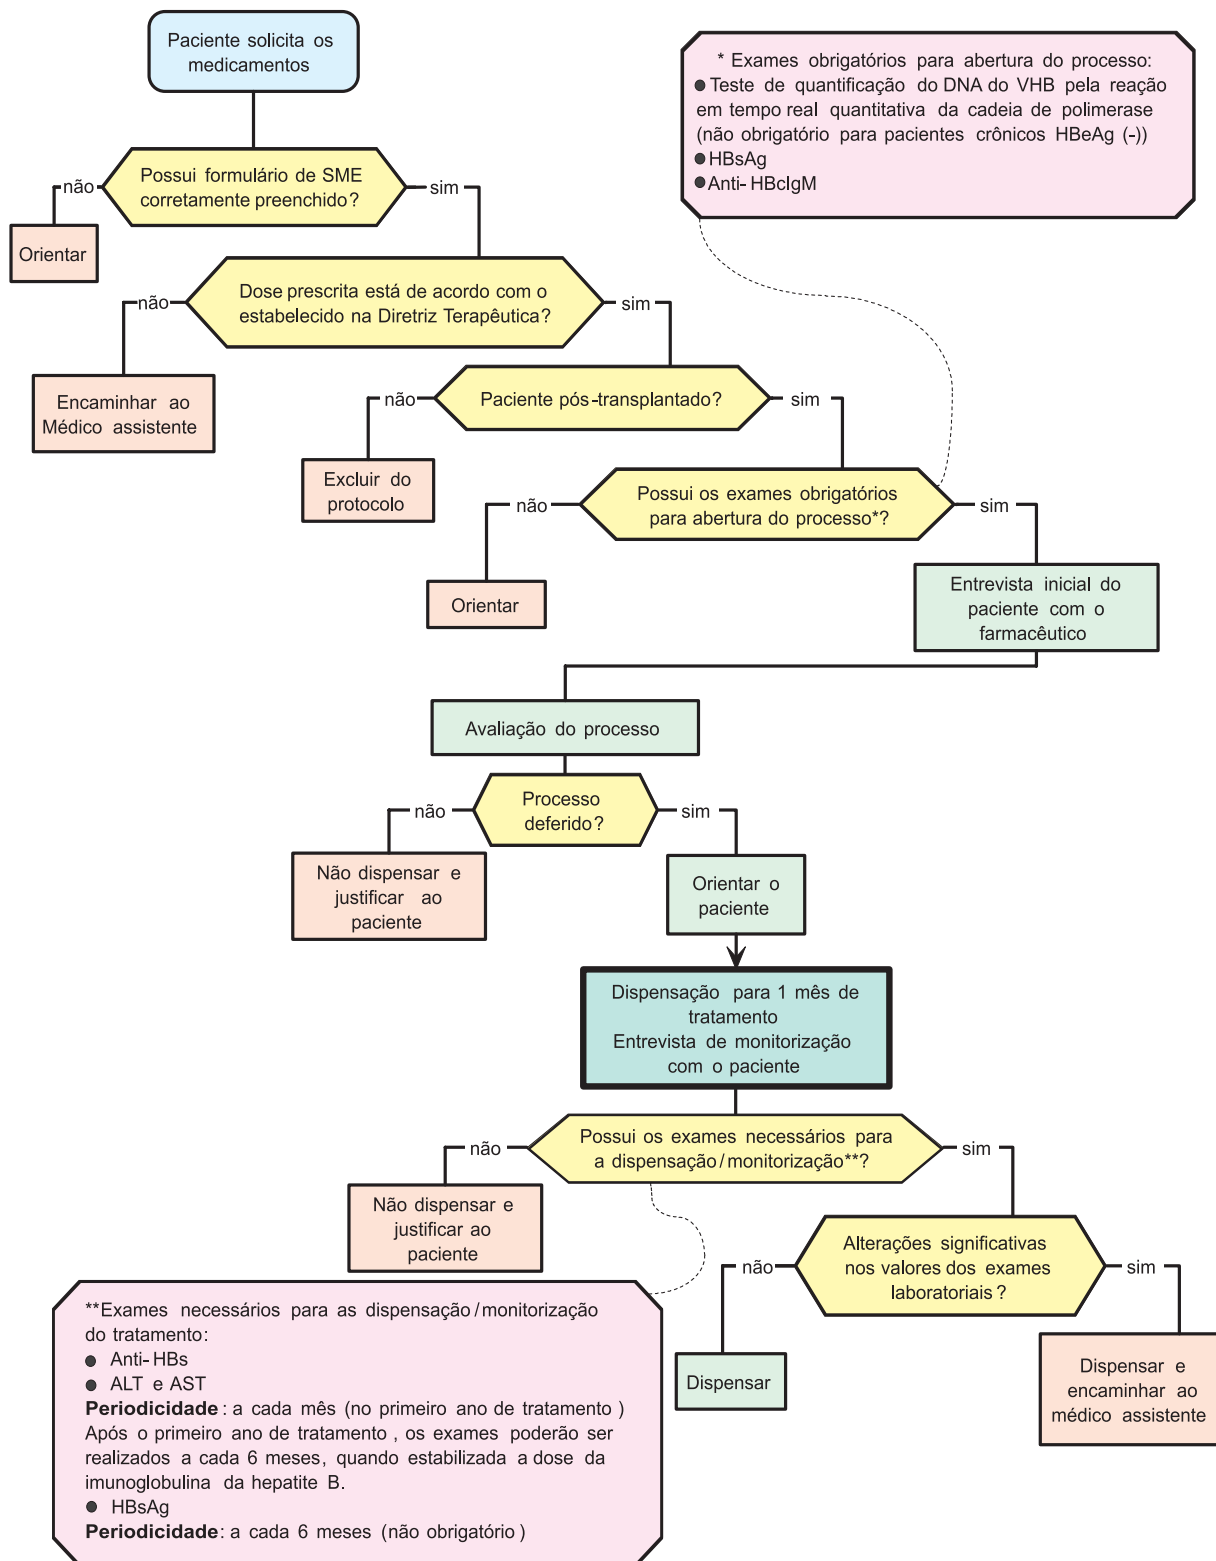 Paciente solicita os
medicamentos
* Exames obrigatórios para abertura do processo:
● Teste de quantificação do DNA do VHB pela reação
em tempo real quantitativa da cadeia de polimerase
(não obrigatório para pacientes crônicos HBeAg (-))
● HBsAg
● Anti-HBcIgM
Possui formulário de SME
corretamente preenchido?
não
sim
Orientar
Dose prescrita está de acordo com o
estabelecido na Diretriz Terapêutica?
não
sim
Encaminhar ao
Médico assistente
Paciente pós-transplantado?
não
sim
Excluir do
protocolo
Possui os exames obrigatórios
para abertura do processo*?
não
sim
Orientar
Entrevista inicial do
paciente com o
farmacêutico
Avaliação do processo
Processo
deferido?
não
sim
Não dispensar e
justificar ao
paciente
Orientar o
paciente
Dispensação para 1 mês de
tratamento
Entrevista de monitorização
com o paciente
Possui os exames necessários para
a dispensação/monitorização**?
não
sim
Não dispensar e
justificar ao
paciente
Alterações significativas
nos valores dos exames
laboratoriais?
não
sim
Dispensar
Dispensar e
encaminhar ao
médico assistente
**Exames necessários para as dispensação/monitorização
do tratamento:
● Anti-HBs
● ALT e AST
Periodicidade: a cada mês (no primeiro ano de tratamento)
Após o primeiro ano de tratamento, os exames poderão ser
realizados a cada 6 meses, quando estabilizada a dose da
imunoglobulina da hepatite B.
● HBsAg
Periodicidade: a cada 6 meses (não obrigatório)